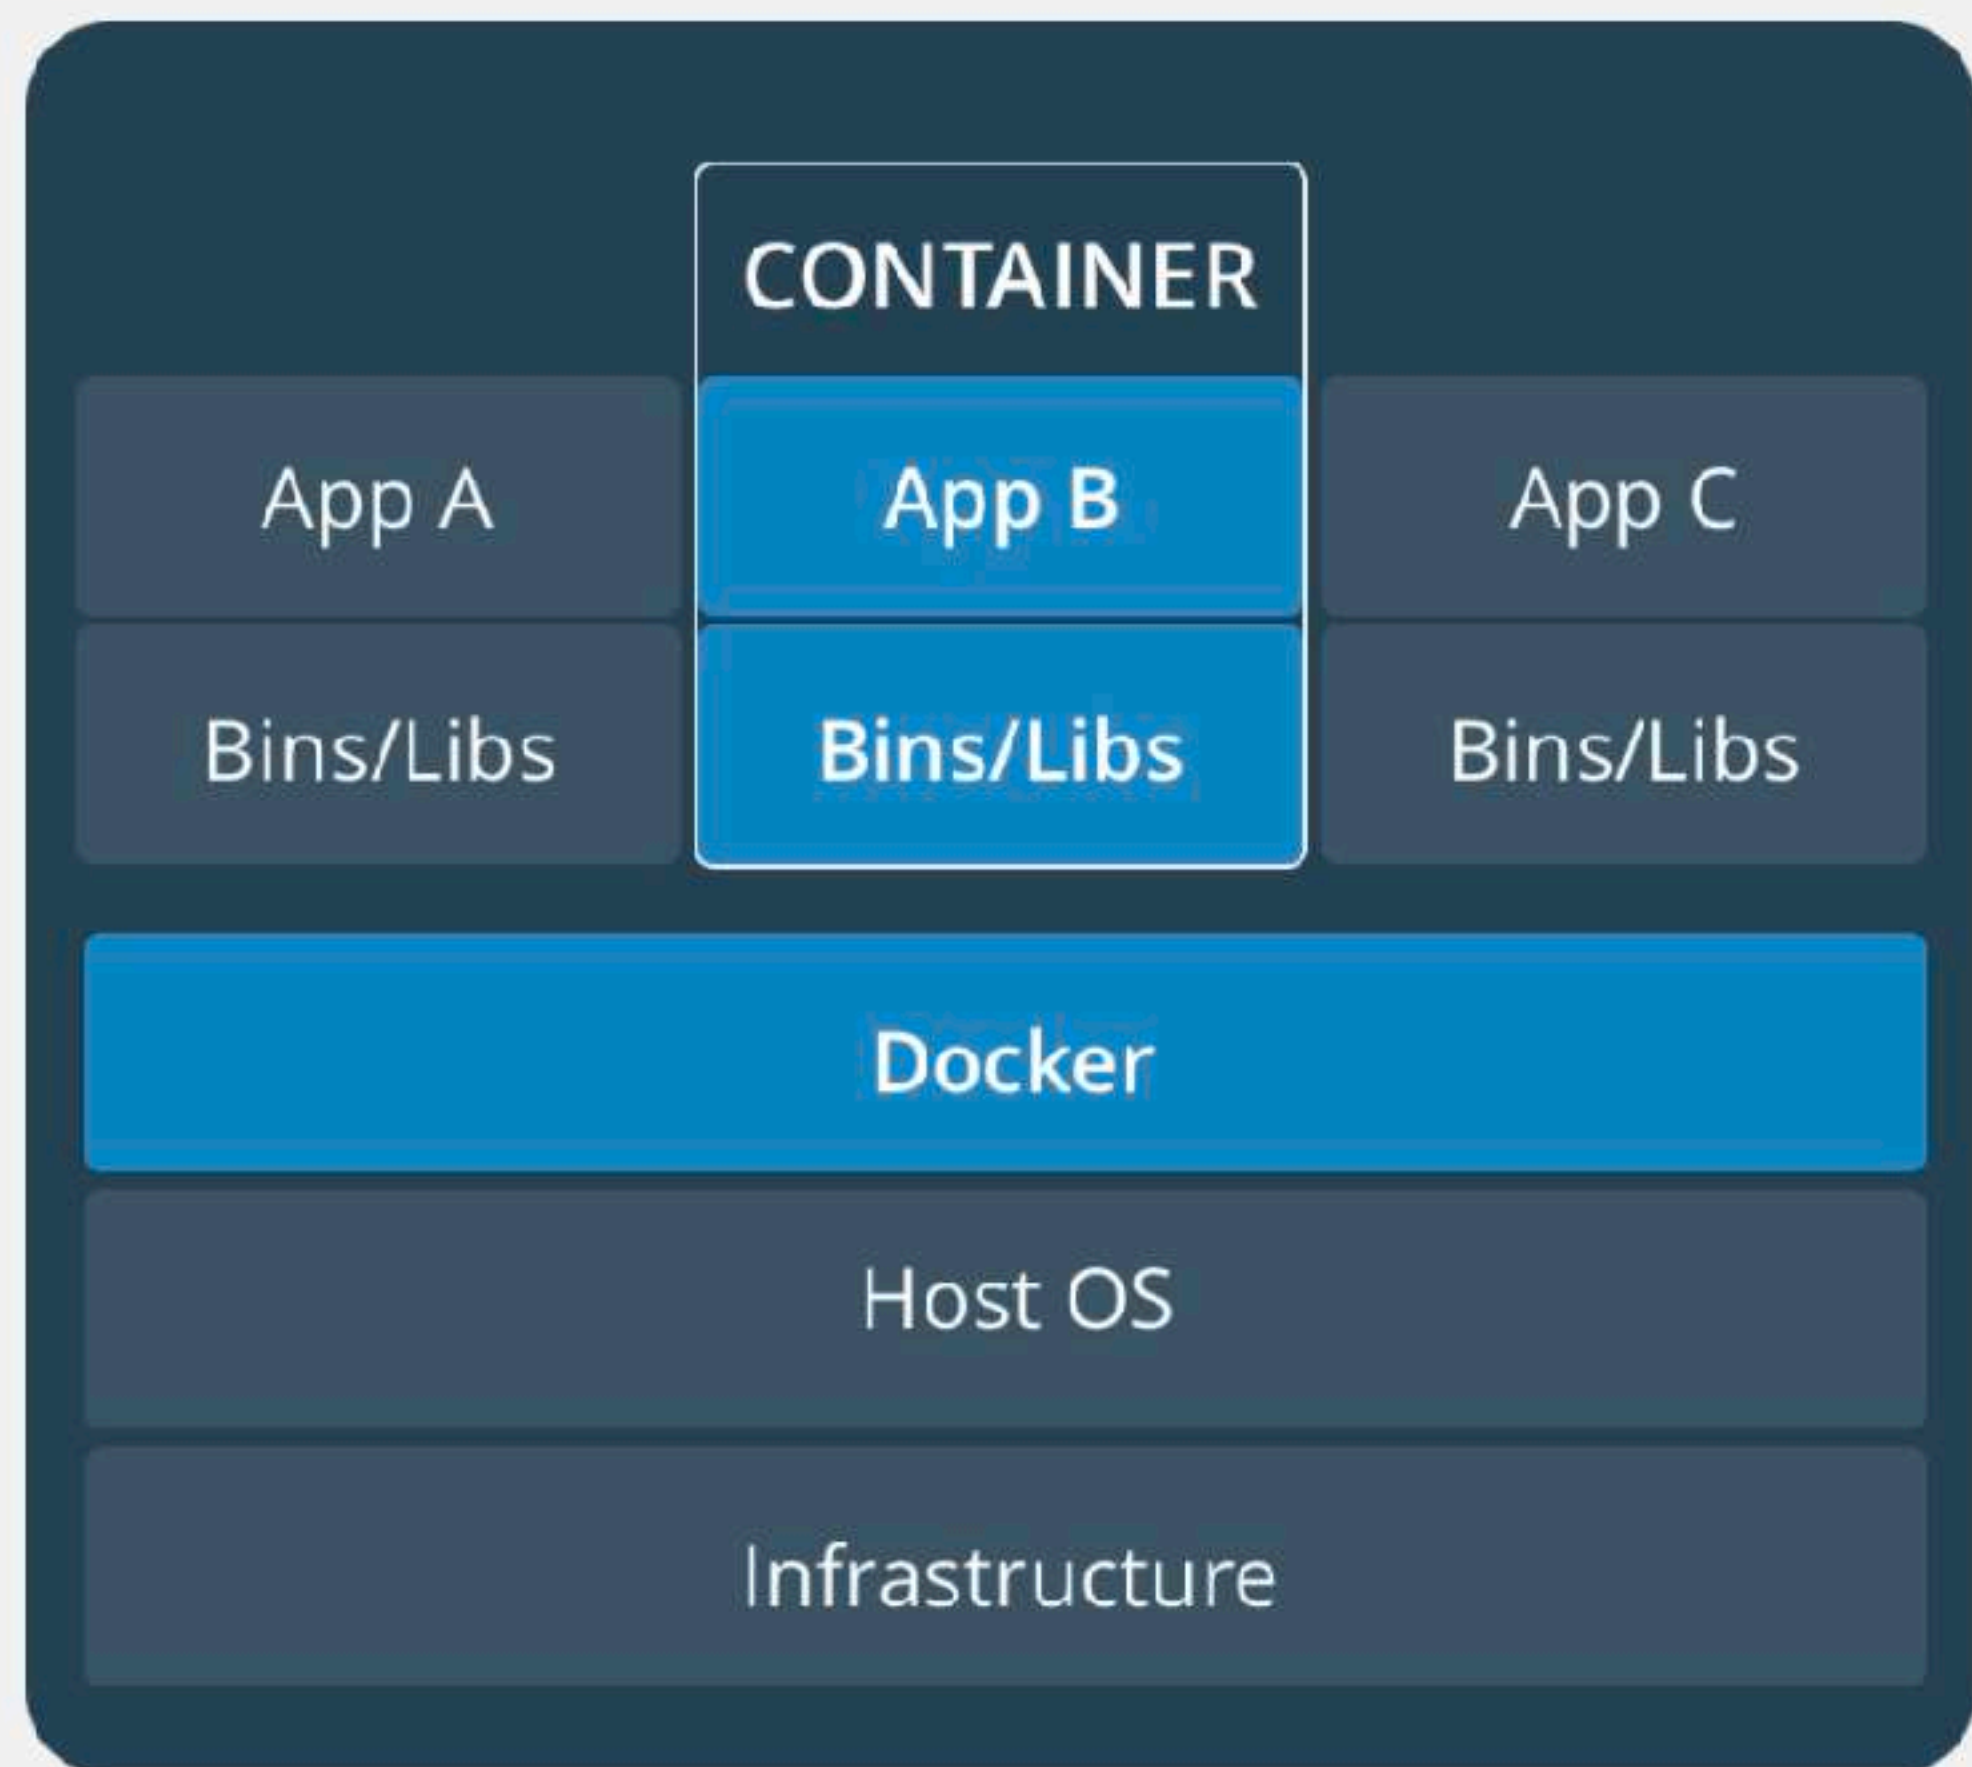 CONTAINER
App A App B App C
Bins/Libs Bins/Libs Bins/Libs
Docker
Host OS
Infrastructure